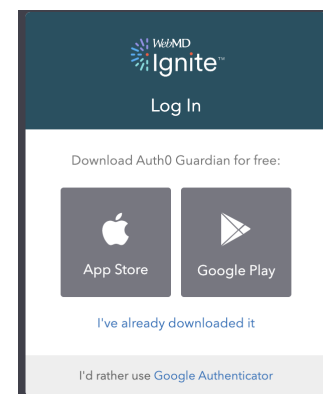 WebMD
Ignite™
Log In
Download Auth0 Guardian for free:
App Store
Google Play
I've already downloaded it
I'd rather use Google Authenticator